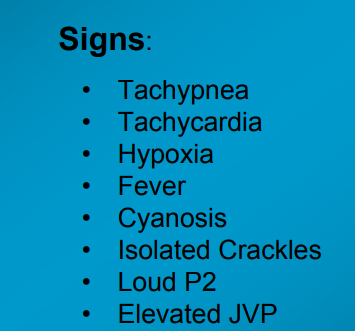 Signs:
• Tachypnea
• Tachycardia
• Hypoxia
• Fever
• Cyanosis
• Isolated Crackles
• Loud P2
• Elevated JVP